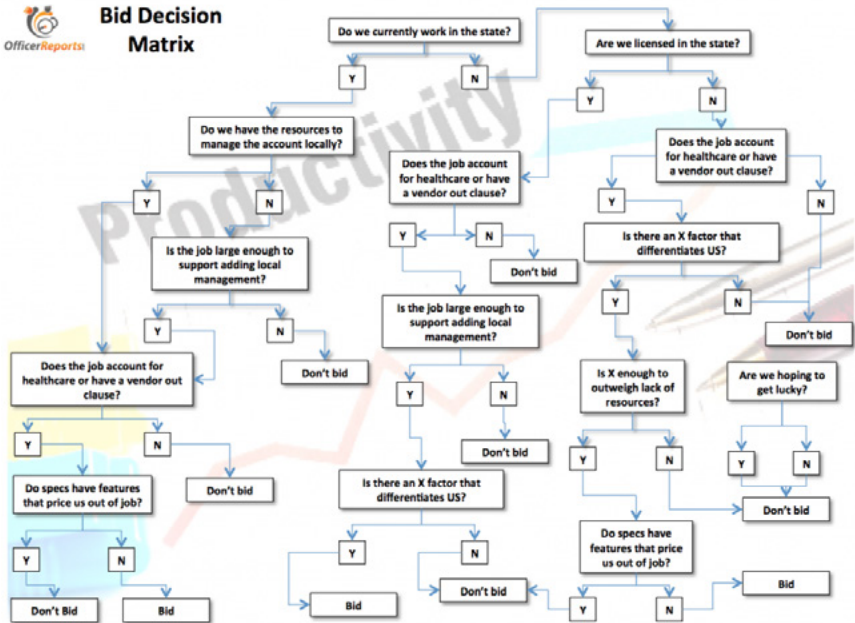 OfficerReports
Bid Decision
Matrix
Productivity
Do we currently work in the state?
Are we licensed in the state?
Y
N
Y
N
Do we have the resources to
manage the account locally?
Does the job account
for healthcare or have
a vendor out clause?
Does the job account
for healthcare or have
a vendor out clause?
Y
N
Y
N
Y
N
Is the job large enough to
support adding local
management?
Don't bid
Is there an X factor that
differentiates US?
Y
N
Is the job large enough to
support adding local
management?
Y
N
Don't bid
Don't bid
Does the job account for
healthcare or have a vendor out
clause?
Y
N
Is X enough to
outweigh lack of
resources?
Are we hoping to
get lucky?
Y
N
Don't bid
Y
N
Y
N
Do specs have features
that price us out of job?
Don't bid
Is there an X factor that
differentiates US?
Don't bid
Y
N
Y
N
Do specs have
features that price
us out of job?
Don't Bid
Bid
Bid
Don't bid
Y
N
Bid